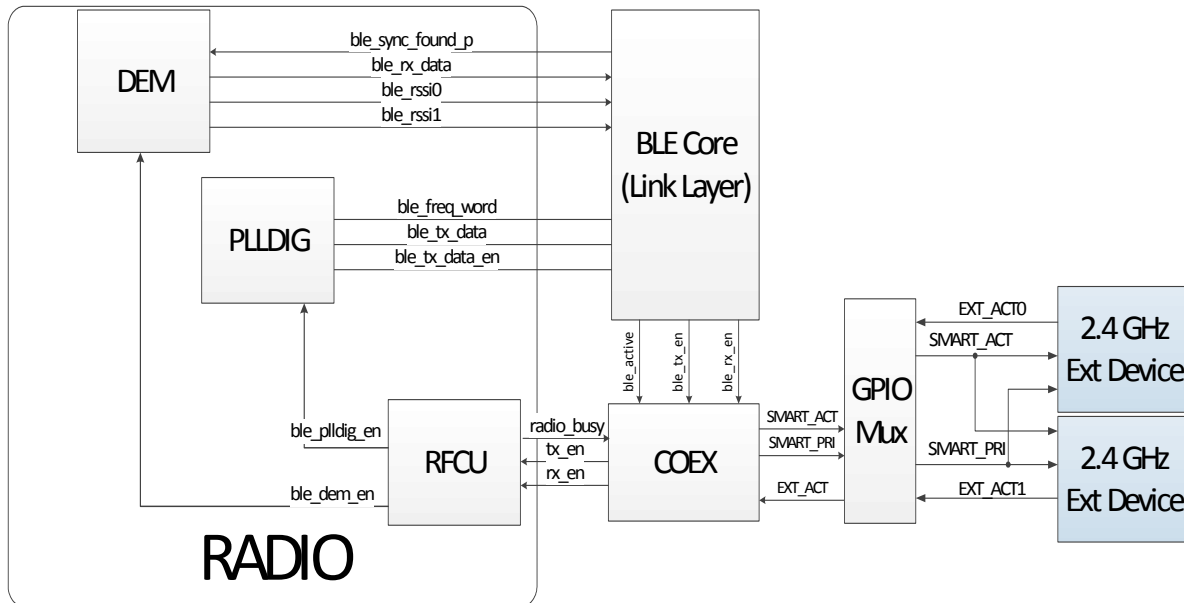 DEM
ble_sync_found_p
ble_rx_data
ble_rssi0
ble_rssi1
BLE Core
(Link Layer)
PLLDIG
ble_freq_word
ble_tx_data
ble_tx_data_en
ble_active
ble_tx_en
ble_rx_en
EXT_ACT0
SMART_ACT
2.4 GHz
Ext Device
GPIO
Mux
ble_plldig_en
ble_dem_en
RFCU
radio_busy
tx_en
rx_en
COEX
SMART_ACT
SMART_PRI
EXT_ACT
SMART_PRI
EXT_ACT1
2.4 GHz
Ext Device
RADIO